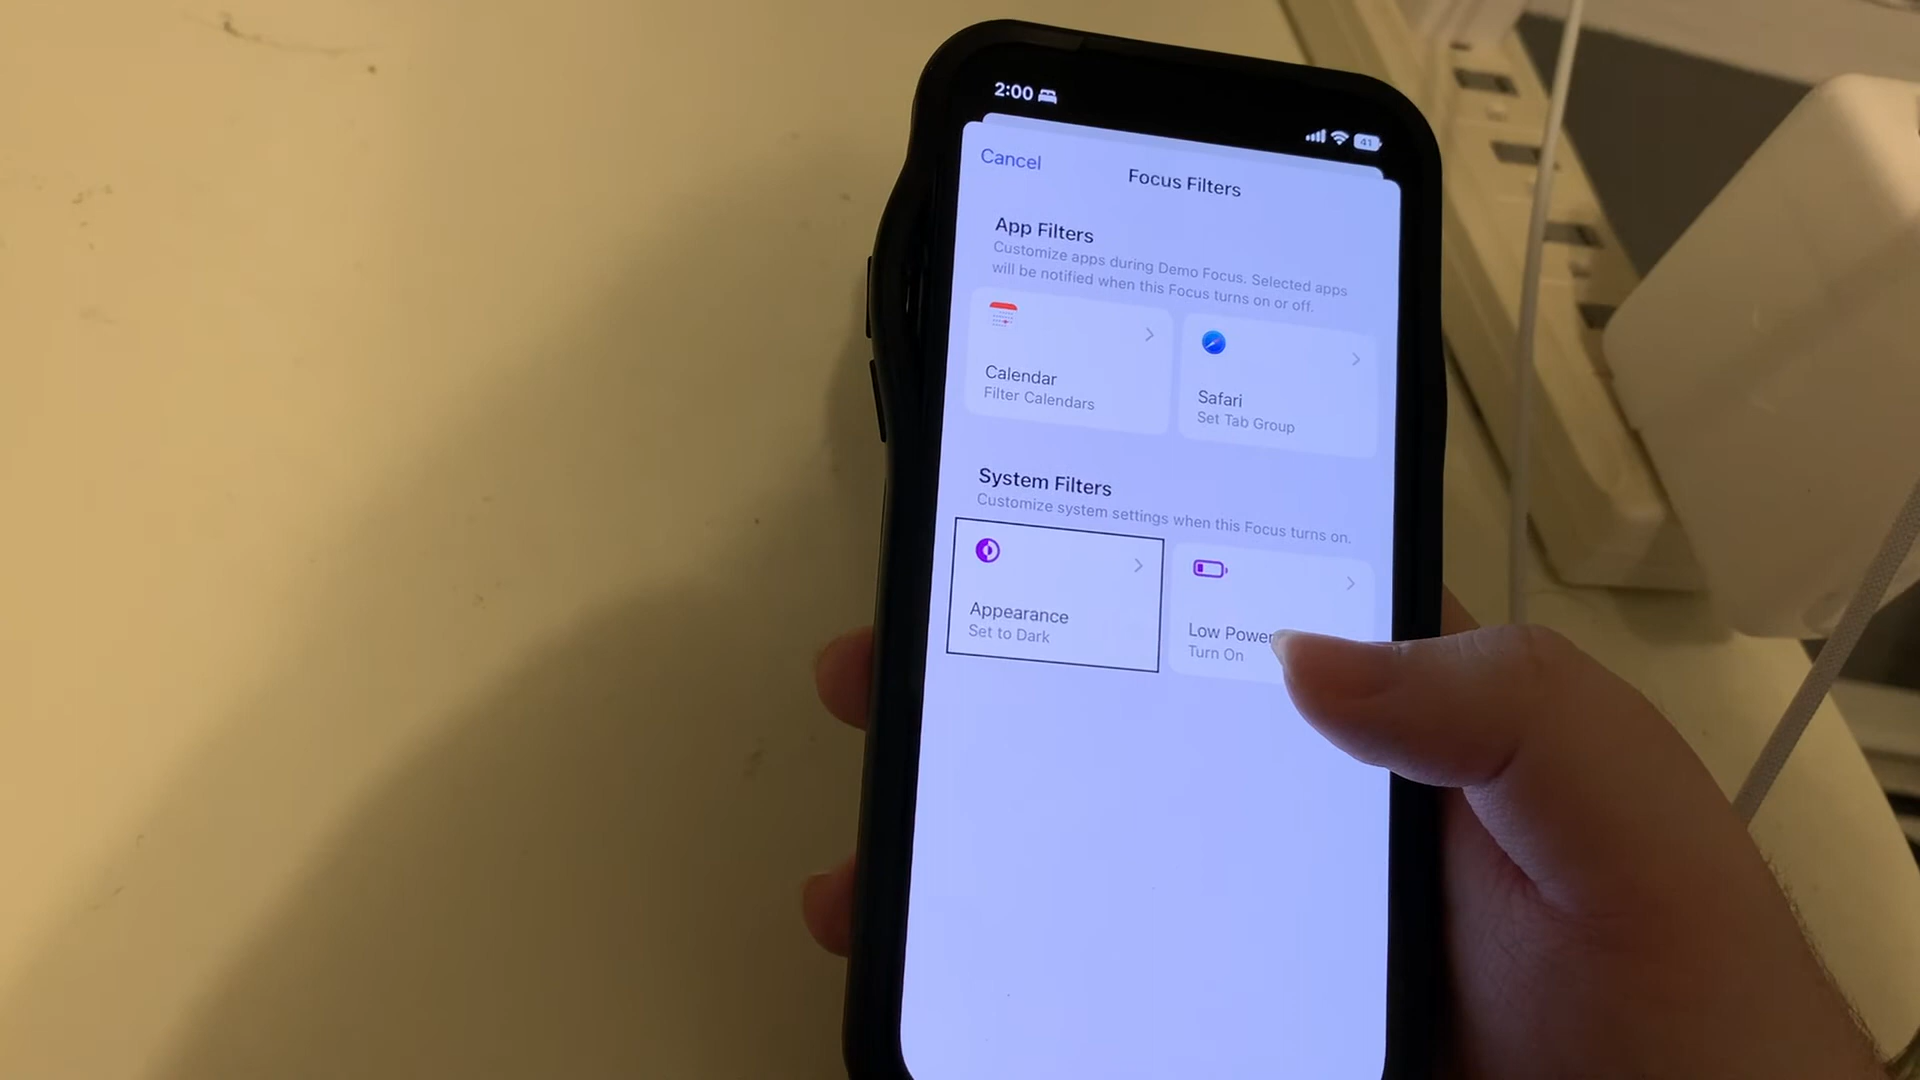 2:00
41
Cancel
Focus Filters
App Filters
Customize apps during Demo Focus. Selected apps
will be notified when this Focus turns on or off.
Calendar
Filter Calendars
Safari
Set Tab Group
System Filters
Customize system settings when this Focus turns on.
Appearance
Set to Dark
Low Power
Turn On